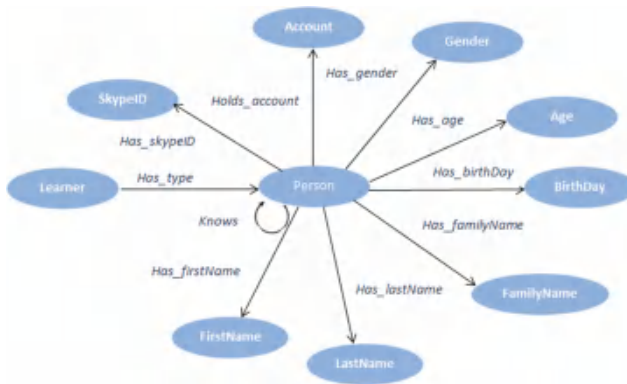 Account
Gender
Has_gender
SkypeID
Holds_account
Age
Has_age
Has_skypeID
Learner
Has_type
Person
Has_birthDay
BirthDay
Knows
Has_familyName
Has_firstName
Has_lastName
FamilyName
FirstName
LastName